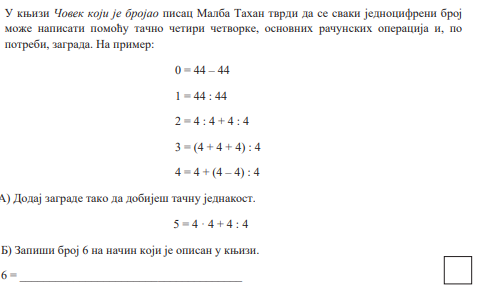 У књизи Човек који је бројао писац Малба Тахан тврди да се сваки једноцифрени број
може написати помоћу тачно четири четворке, основних рачунских операција и, по
потреби, заграда. На пример:
0 = 44 – 44
1 = 44 : 44
2 = 4 : 4 + 4 : 4
3 = (4 + 4 + 4) : 4
4 = 4 + (4 – 4) : 4
А) Додај заграде тако да добијеш тачну једнакост.
5 = 4 · 4 + 4 : 4
Б) Запиши број 6 на начин који је описан у књизи.
6 = ____________________________________